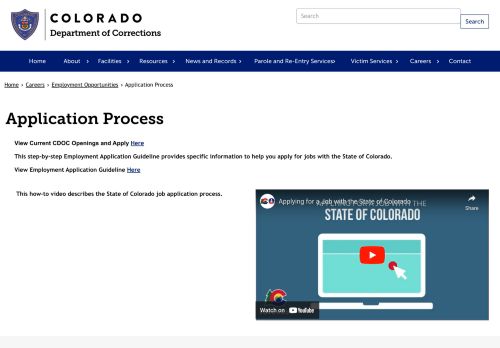 COLORADO
Department of Corrections
Search
Search
Home
About
Facilities
Resources
News and Records
Parole and Re-Entry Services
Victim Services
Careers
Contact
Home › Careers › Employment Opportunities › Application Process
Application Process
View Current CDOC Openings and Apply Here
This step-by-step Employment Application Guideline provides specific information to help you apply for jobs with the State of Colorado.
View Employment Application Guideline Here
This how-to video describes the State of Colorado job application process.
Applying for a Job with the State of Colorado
Share
STATE OF COLORADO
Watch on YouTube